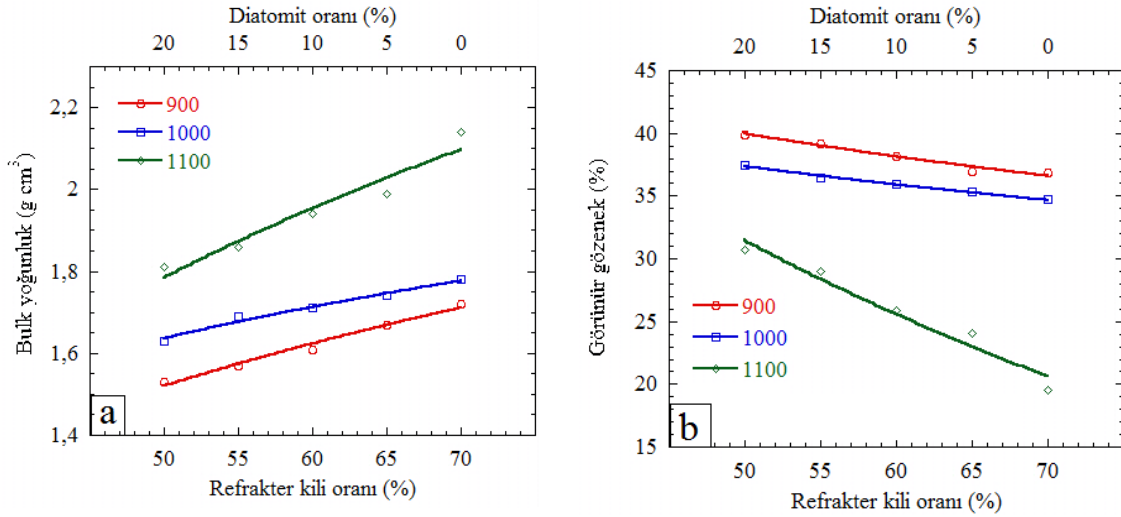 Diatomit oranı (%)
20 15 10 5 0
Bulk yoğunluk (g cm³)
2,2
2
1,8
1,6
1,4
900
1000
1100
a
50 55 60 65 70
Refrakter kili oranı (%)
Diatomit oranı (%)
20 15 10 5 0
Görünür gözenek (%)
45
40
35
30
25
20
15
900
1000
1100
b
50 55 60 65 70
Refrakter kili oranı (%)